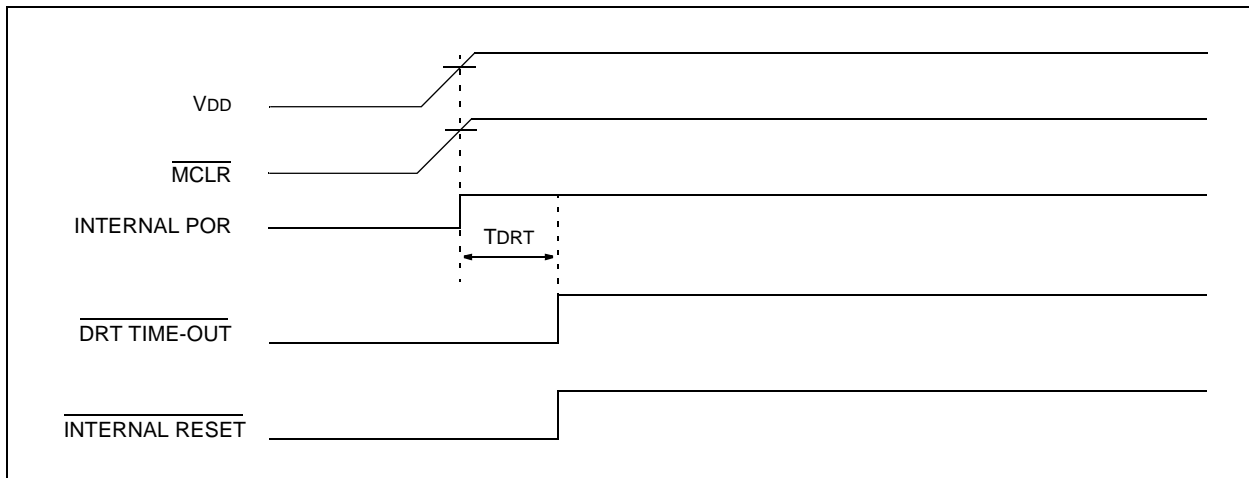 VDD
MCLR
INTERNAL POR
TDRT
DRT TIME-OUT
INTERNAL RESET